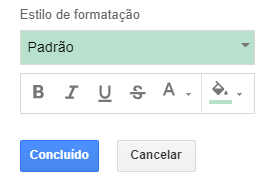 Estilo de formatação
Padrão
B I U S A
Concluído Cancelar